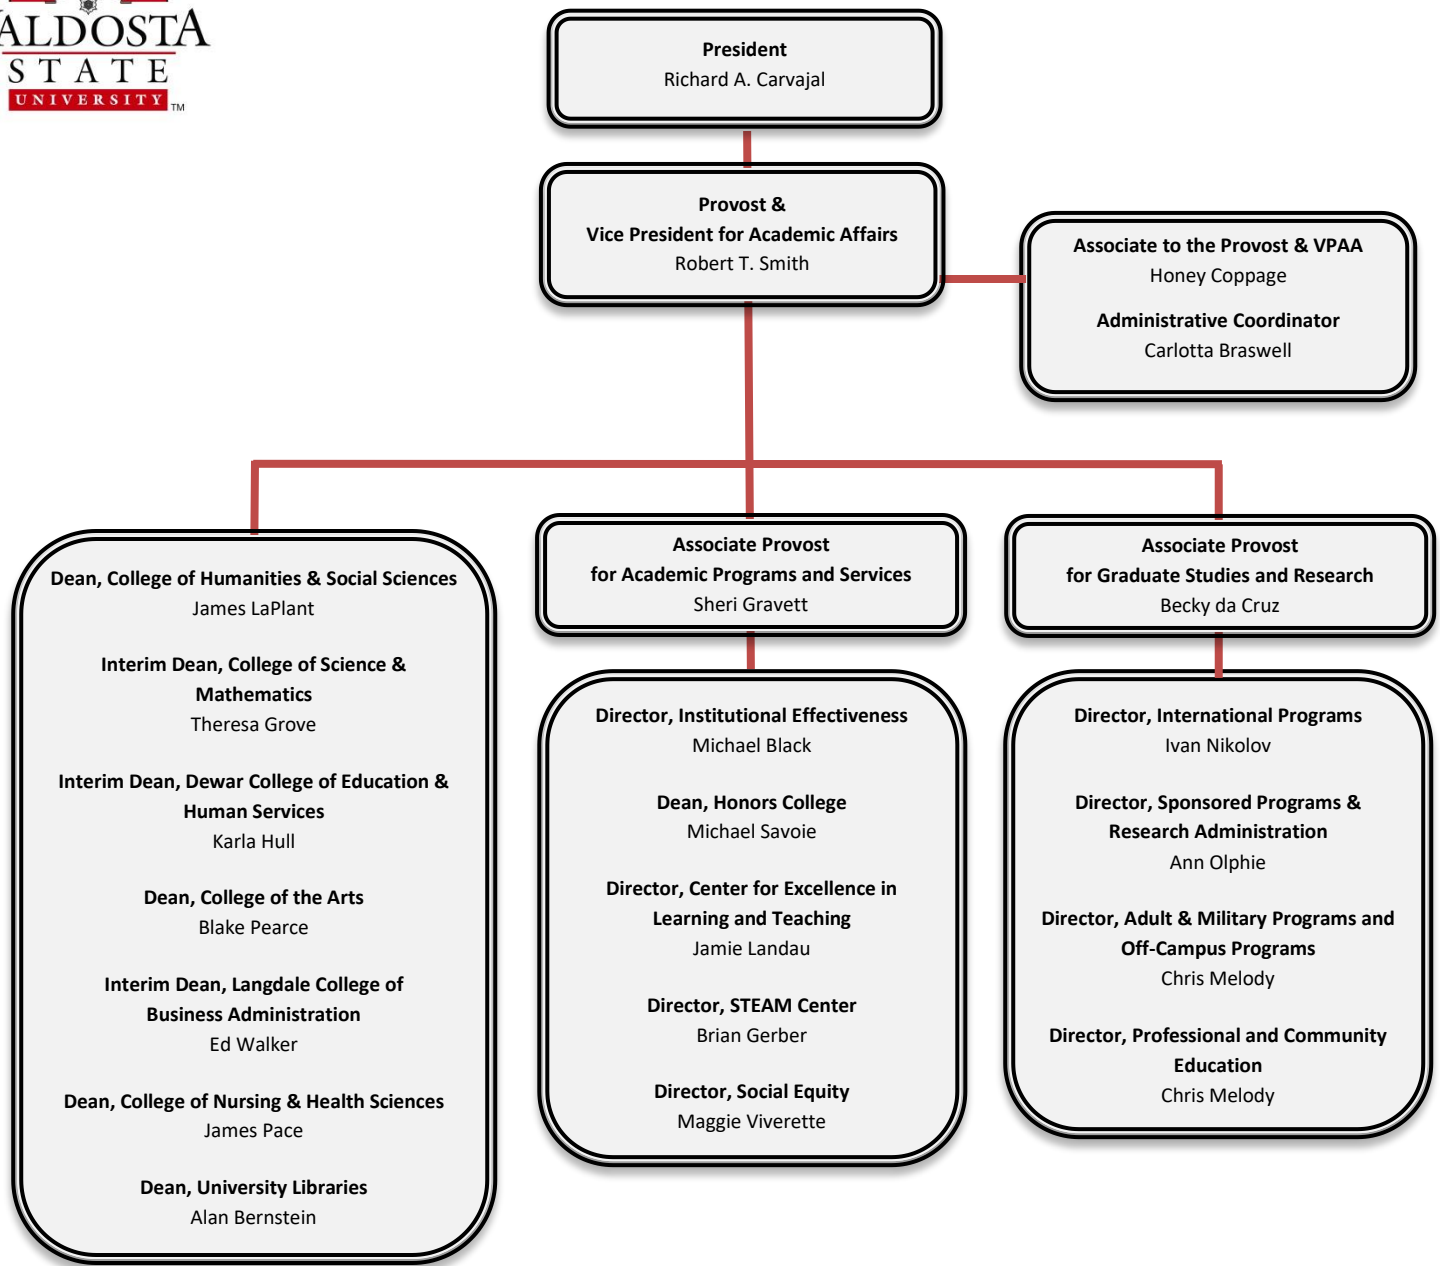 ALDOSTA
STATE
UNIVERSITY TM
President
Richard A. Carvajal
Provost &
Vice President for Academic Affairs
Robert T. Smith
Associate to the Provost & VPAA
Honey Coppage
Administrative Coordinator
Carlotta Braswell
Dean, College of Humanities & Social Sciences
James LaPlant
Interim Dean, College of Science &
Mathematics
Theresa Grove
Interim Dean, Dewar College of Education &
Human Services
Karla Hull
Dean, College of the Arts
Blake Pearce
Interim Dean, Langdale College of
Business Administration
Ed Walker
Dean, College of Nursing & Health Sciences
James Pace
Dean, University Libraries
Alan Bernstein
Associate Provost
for Academic Programs and Services
Sheri Gravett
Director, Institutional Effectiveness
Michael Black
Dean, Honors College
Michael Savoie
Director, Center for Excellence in
Learning and Teaching
Jamie Landau
Director, STEAM Center
Brian Gerber
Director, Social Equity
Maggie Viverette
Associate Provost
for Graduate Studies and Research
Becky da Cruz
Director, International Programs
Ivan Nikolov
Director, Sponsored Programs &
Research Administration
Ann Olphie
Director, Adult & Military Programs and
Off-Campus Programs
Chris Melody
Director, Professional and Community
Education
Chris Melody